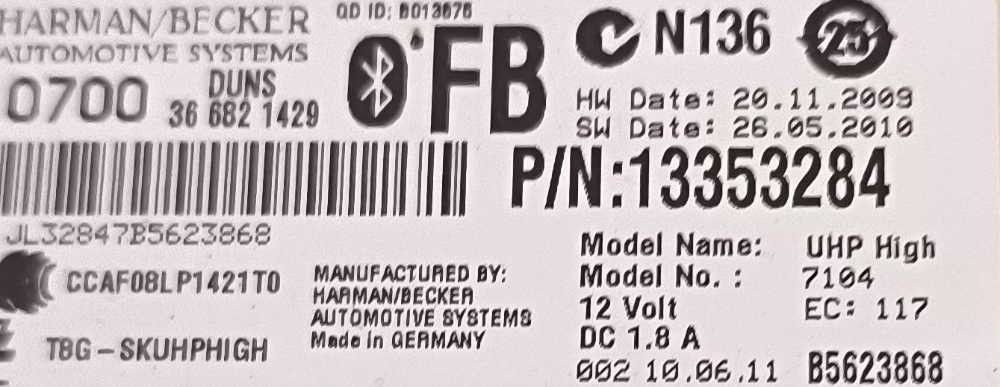 HARMAN/BECKER
AUTOMOTIVE SYSTEMS
0700
DUNS
36 682 1429
QD ID: B013676
FB
N136
25
HW Date: 20.11.2009
SW Date: 26.05.2010
P/N:13353284
JL32847B5623868
CCAF08LP1421T0
TBG-SKUHPHIGH
MANUFACTURED BY:
HARMAN/BECKER
AUTOMOTIVE SYSTEMS
Made in GERMANY
Model Name: UHP High
Model No. : 7104
12 Volt EC: 117
DC 1.8 A
002 10.06.11 B5623868